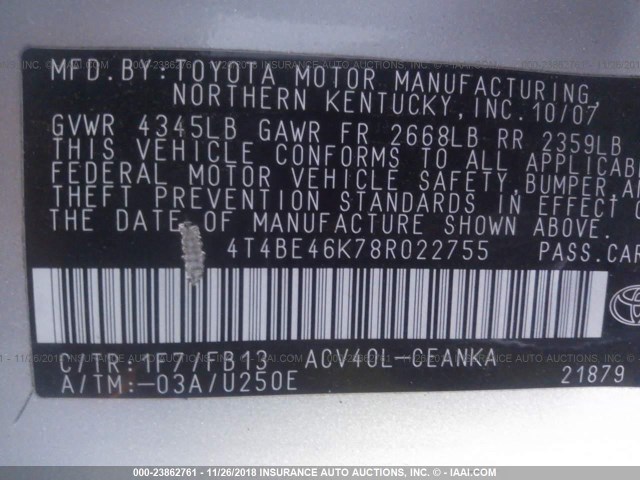 MFD.BY:TOYOTA MOTOR MANUFACTURING,
NORTHERN KENTUCKY,INC.10/07
GVWR 4345LB GAWR FR 2668LB RR 2359LB
THIS VEHICLE CONFORMS TO ALL APPLICAB
FEDERAL MOTOR VEHICLE SAFETY,BUMPER,A
THEFT PREVENTION STANDARDS IN EFFECT O
THE DATE OF MANUFACTURE SHOWN ABOVE.
4T4BE46K78R022755 PASS.CAR
C/TR:1F77/FB13 ACV40L-CEANKA
A/TM:-03A/U250E 21879
TOYOTA
000-23862761 - 11/26/2018 INSURANCE AUTO AUCTIONS CORP. © - IAAI.COM